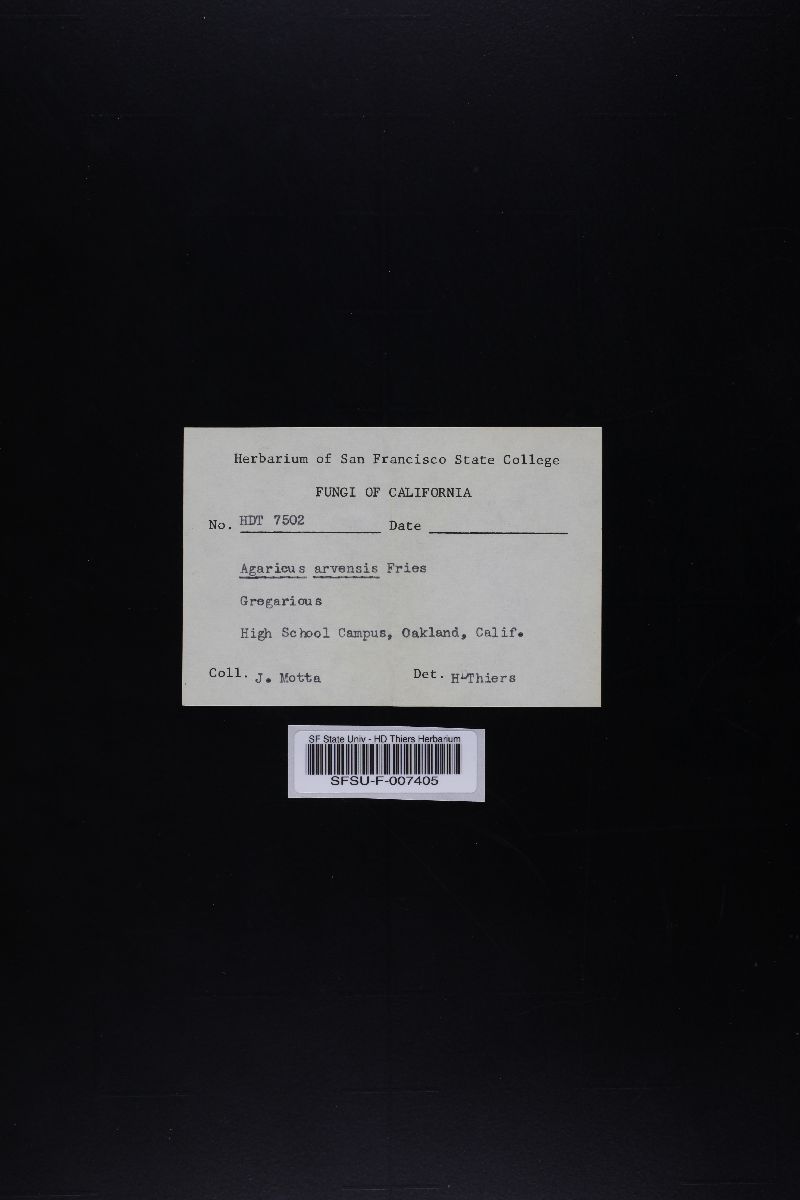 Herbarium of San Francisco State College
FUNGI OF CALIFORNIA
No. HDT 7502 Date
Agaricus arvensis Fries
Gregarious
High School Campus, Oakland, Calif.
Coll. J. Motta Det. HDThiers
SF State Univ - HD Thiers Herbarium
SFSU-F-007405